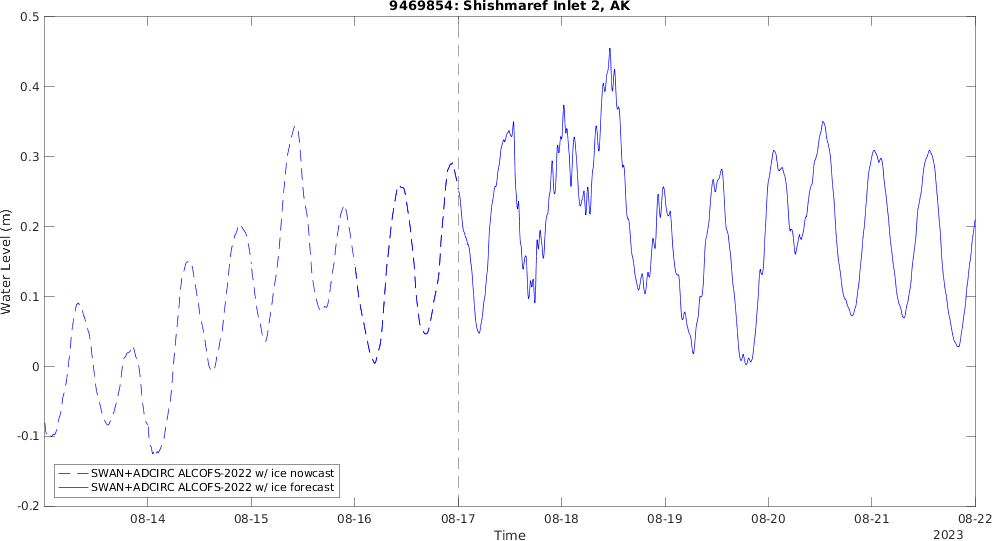 9469854: Shishmaref Inlet 2, AK
0.5
0.4
0.3
0.2
0.1
0
-0.1
-0.2
Water Level (m)
SWAN+ADCIRC ALCOFS-2022 w/ ice nowcast
SWAN+ADCIRC ALCOFS-2022 w/ ice forecast
08-14 08-15 08-16 08-17 08-18 08-19 08-20 08-21 08-22
Time
2023